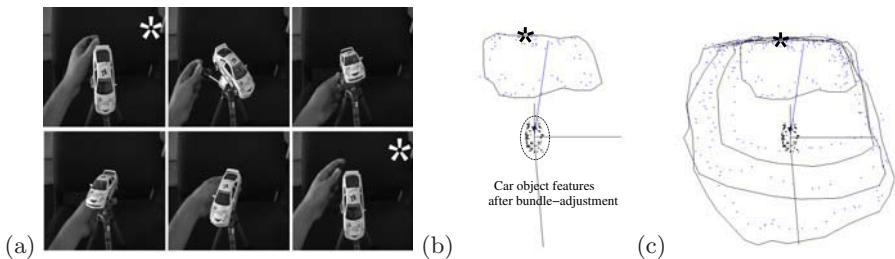 Car object features
after bundle-adjustment
(a)
(b)
(c)